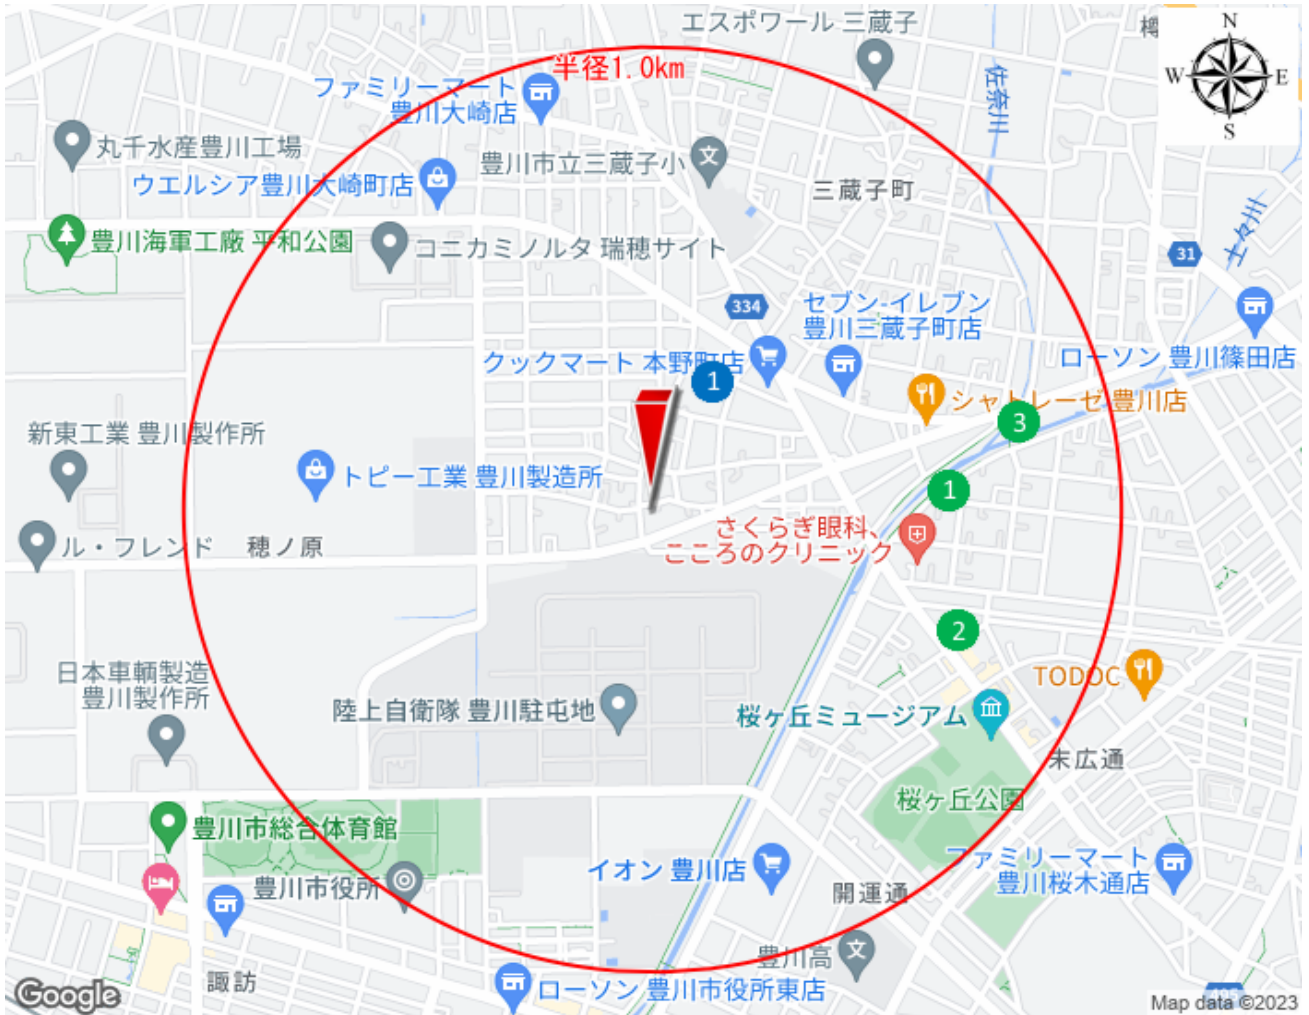 エスポワール 三蔵子
樽
N
W
E
S
半径1.0km
ファミリーマート
豊川大崎店
佐奈川
丸千水産豊川工場
豊川市立三蔵子小
文
ウエルシア豊川大崎町店
三蔵子町
豊川海軍工廠 平和公園
コニカミノルタ 瑞穂サイト
31
334
セブン-イレブン
豊川三蔵子町店
クックマート 本野町店
ローソン 豊川篠田店
1
シャトレーゼ 豊川店
3
新東工業 豊川製作所
トピー工業 豊川製造所
1
さくらぎ眼科、
こころのクリニック
ル・フレンド
穂ノ原
2
日本車輌製造
豊川製作所
TODOC
陸上自衛隊 豊川駐屯地
桜ヶ丘ミュージアム
末広通
桜ヶ丘公園
豊川市総合体育館
イオン 豊川店
ファミリーマート
豊川桜木通店
豊川市役所
開運通
豊川高
文
諏訪
ローソン 豊川市役所東店
Google
Map data ©2023